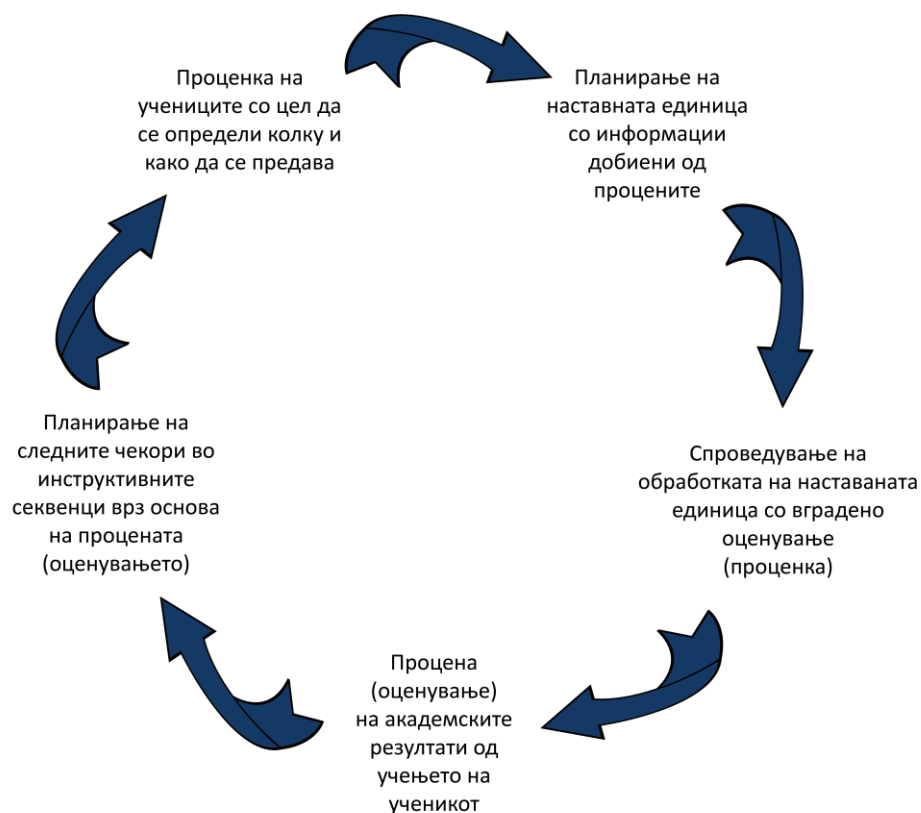 Проценка на
учениците со цел да
се определи колку и
како да се предава
Планирање на
наставната единица
со информации
добиени од
процените
Спроведување на
обработката на наставаната
единица со вградено
оценување
(проценка)
Процена
(оценување)
на академските
резултати од
учењето на
ученикот
Планирање на
следните чекори во
инструктивните
секвенци врз основа
на процената
(оценувањето)